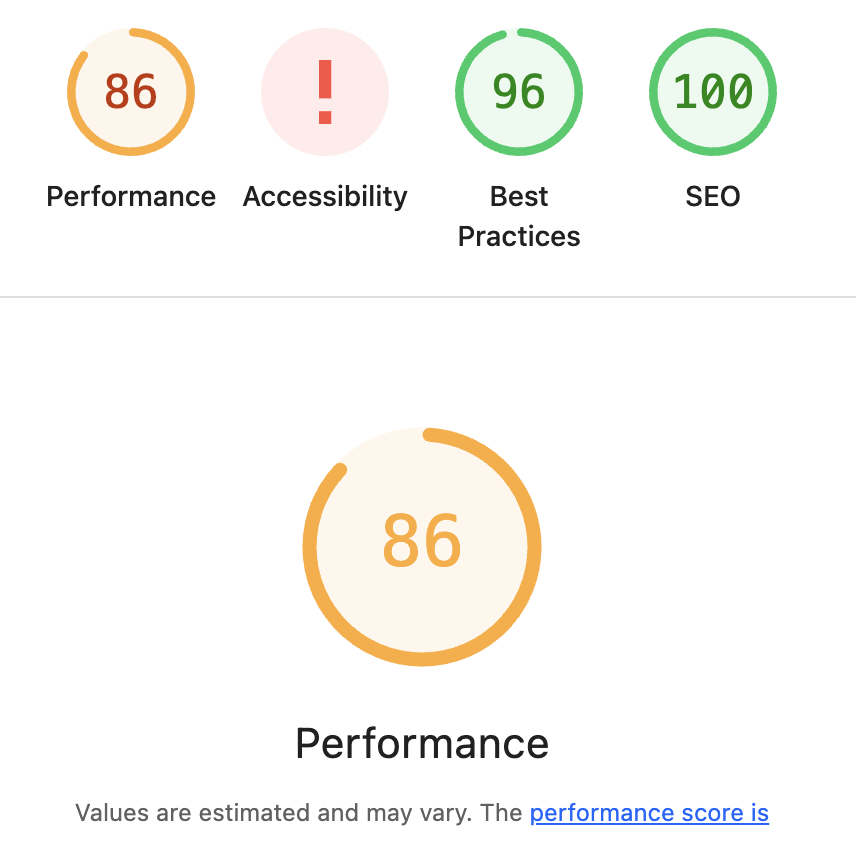 86
!
96
100
Performance
Accessibility
Best
Practices
SEO
86
Performance
Values are estimated and may vary. The performance score is